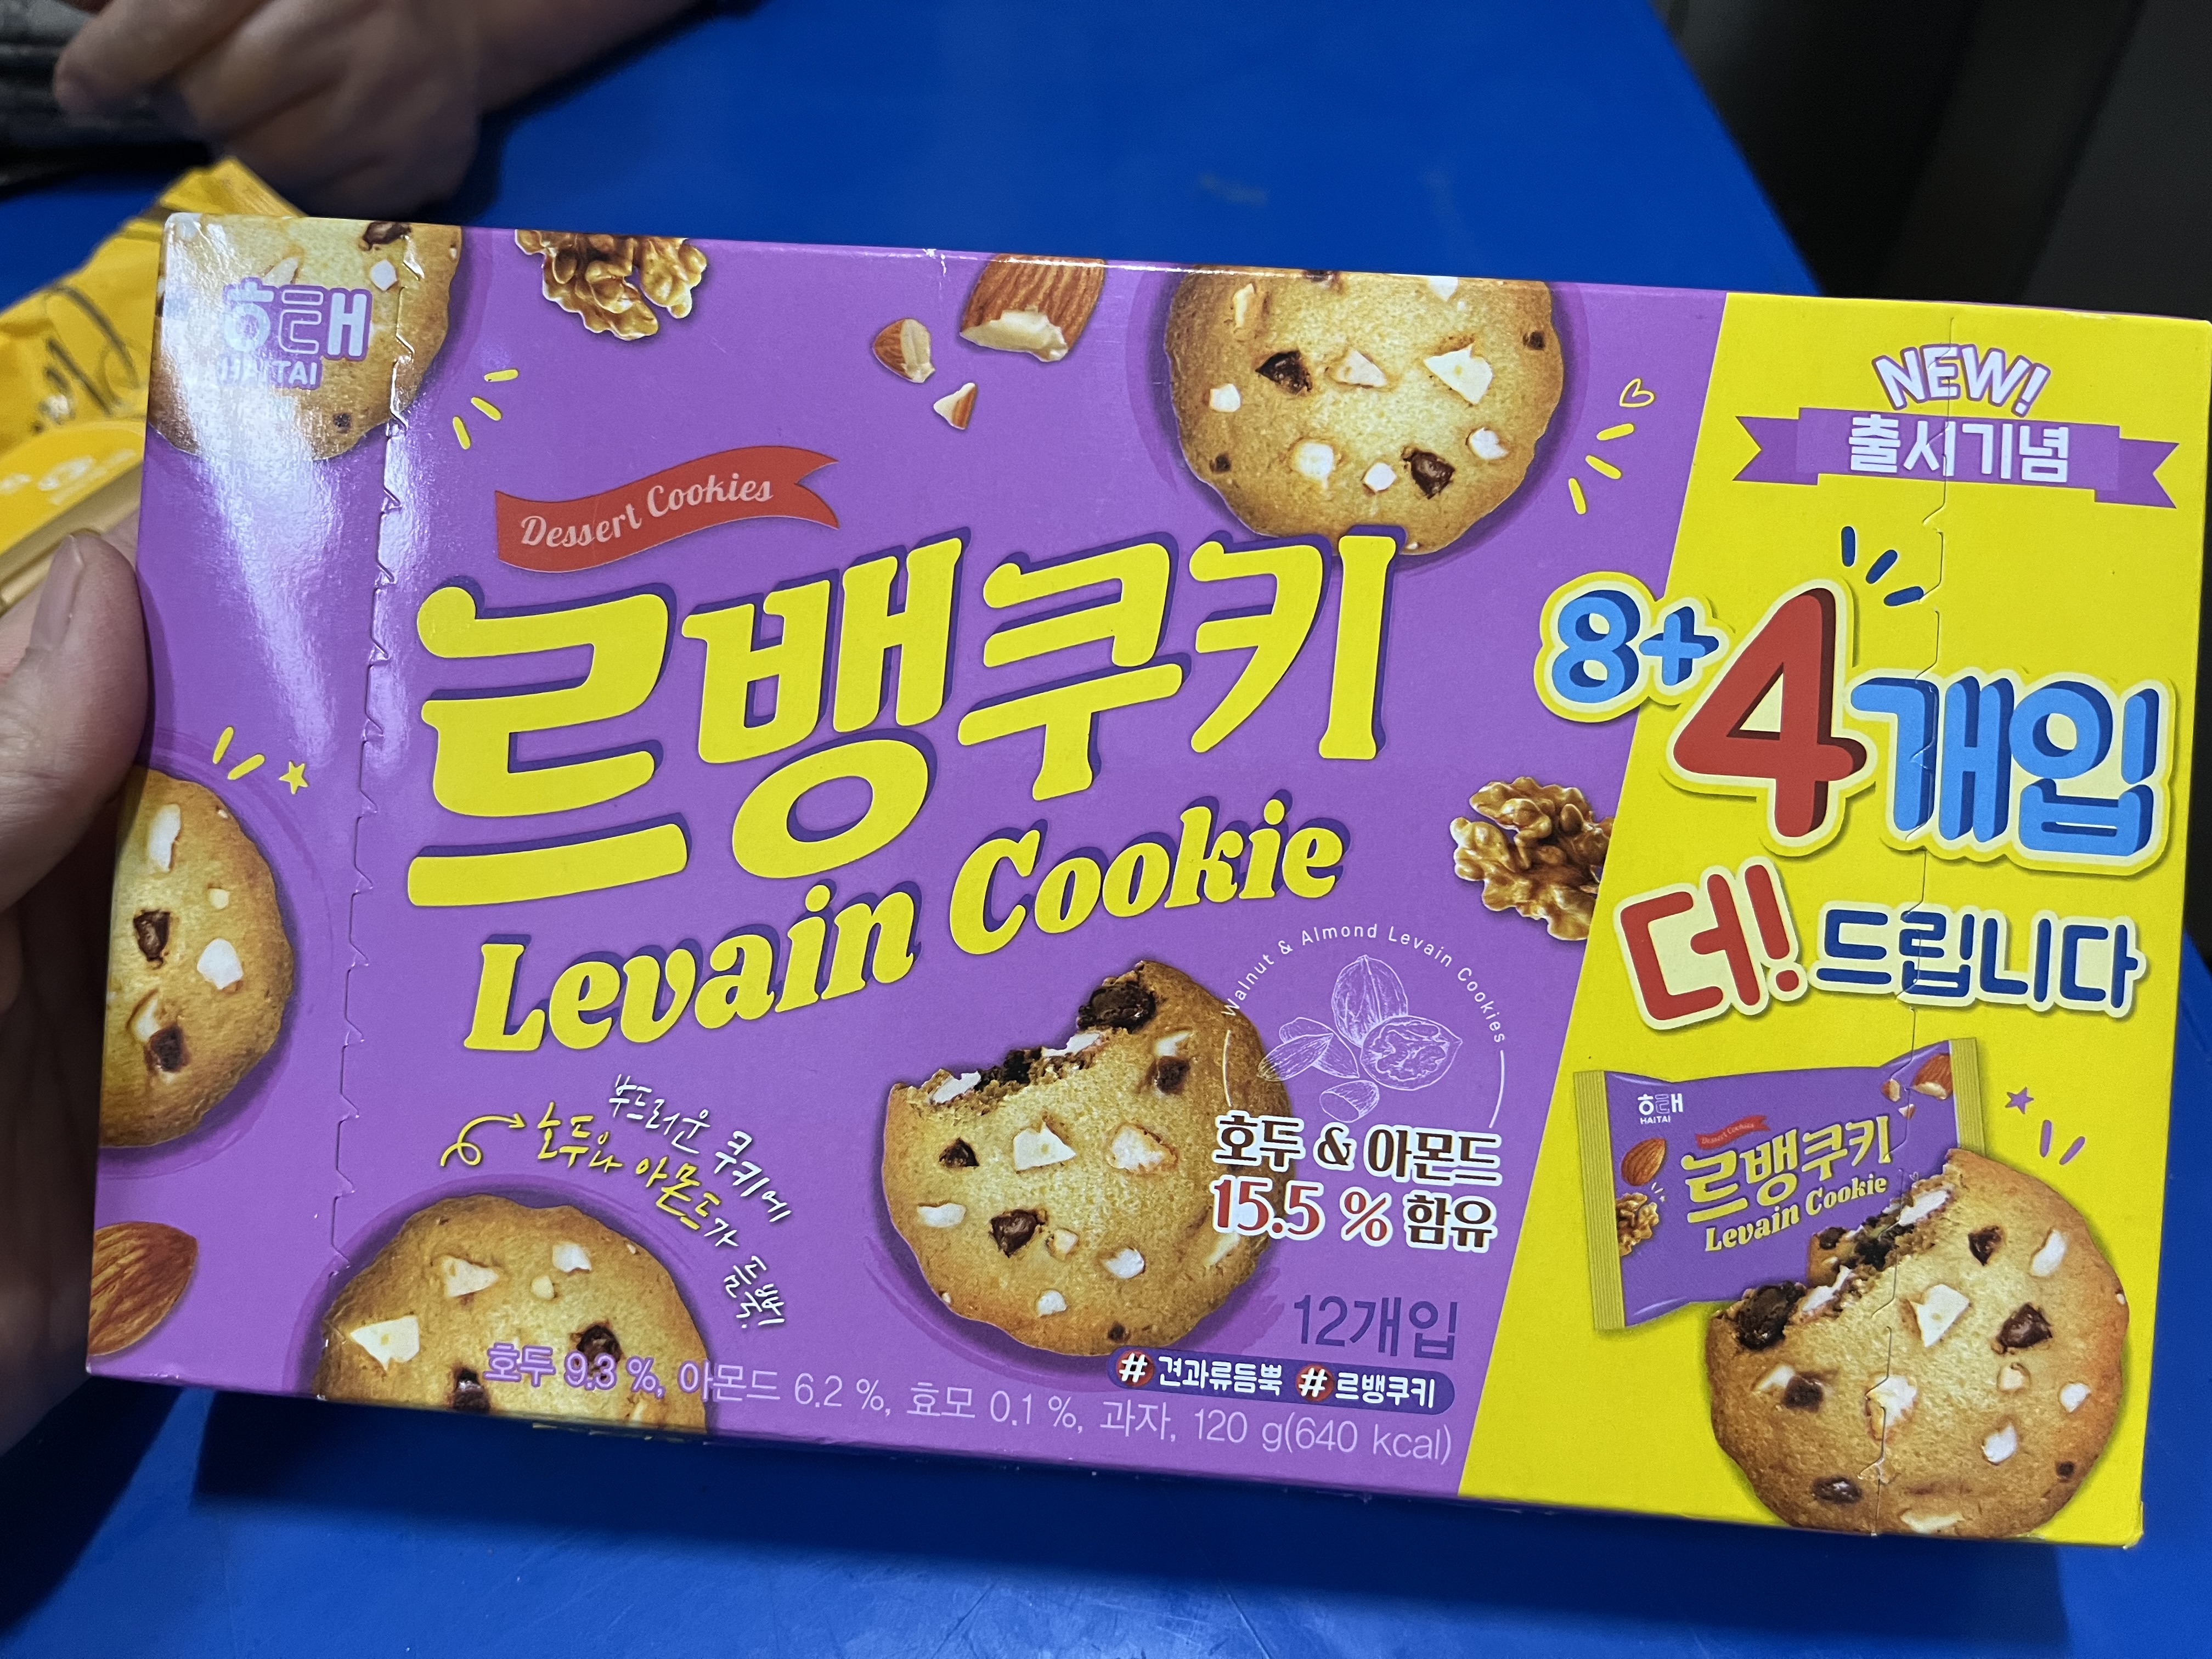 해태
HAITAI
Dessert Cookies
르뱅쿠키
Levain Cookie
부드러운 쿠키에
호두와 아몬드가 듬뿍!
Walnut & Almond Levain Cookies
호두 & 아몬드
15.5 % 함유
12개입
#견과류듬뿍 #르뱅쿠키
호두 9.3 %, 아몬드 6.2 %, 효모 0.1 %, 과자, 120 g(640 kcal)
NEW!
출시기념
8+4개입
더! 드립니다
해태
HAITAI
Dessert Cookies
르뱅쿠키
Levain Cookie